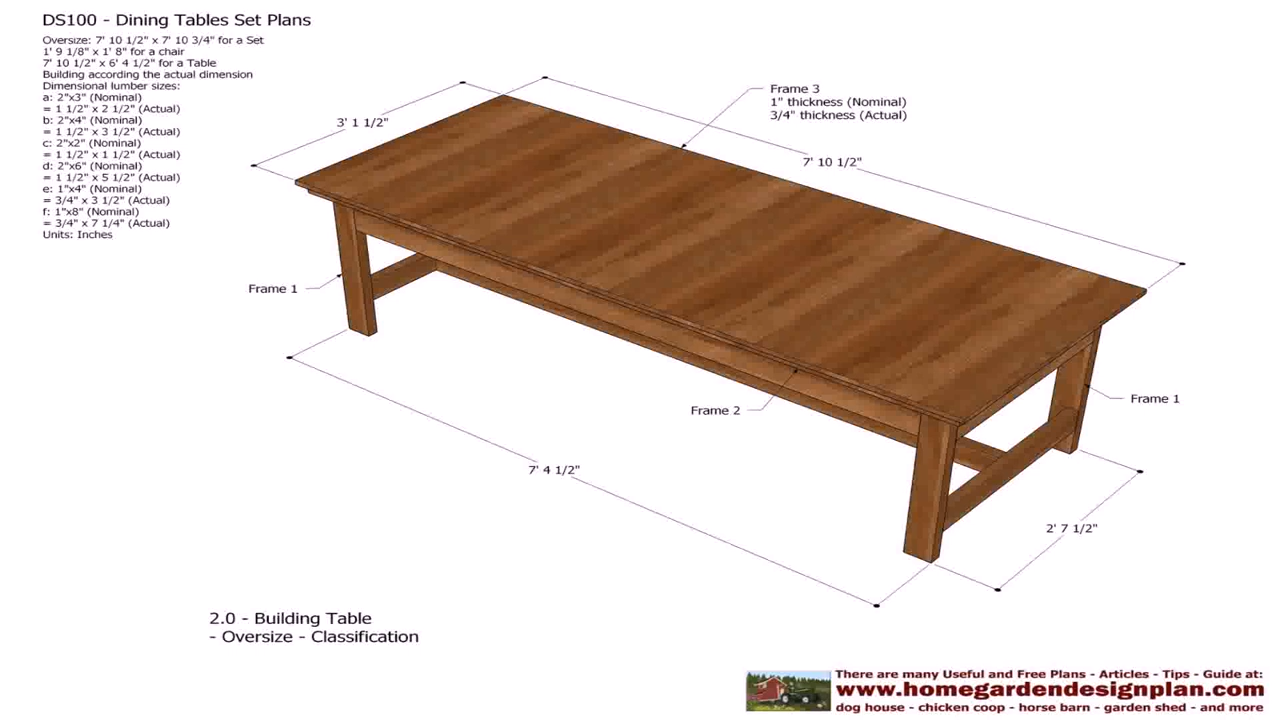 DS100 - Dining Tables Set Plans
Oversize: 7' 10 1/2" x 7' 10 3/4" for a Set
1' 9 1/8" x 1' 8" for a chair
7' 10 1/2" x 6' 4 1/2" for a Table
Building according the actual dimension
Dimensional lumber sizes:
a: 2"x3" (Nominal)
= 1 1/2" x 2 1/2" (Actual)
b: 2"x4" (Nominal)
= 1 1/2" x 3 1/2" (Actual)
c: 2"x2" (Nominal)
= 1 1/2" x 1 1/2" (Actual)
d: 2"x6" (Nominal)
= 1 1/2" x 5 1/2" (Actual)
e: 1"x4" (Nominal)
= 3/4" x 3 1/2" (Actual)
f: 1"x8" (Nominal)
= 3/4" x 7 1/4" (Actual)
Units: Inches
Frame 3
1" thickness (Nominal)
3/4" thickness (Actual)
3' 1 1/2"
7' 10 1/2"
Frame 1
Frame 1
Frame 2
7' 4 1/2"
2' 7 1/2"
2.0 - Building Table
- Oversize - Classification
There are many Useful and Free Plans - Articles - Tips - Guide at:
www.homegardendesignplan.com
dog house - chicken coop - horse barn - garden shed - and more